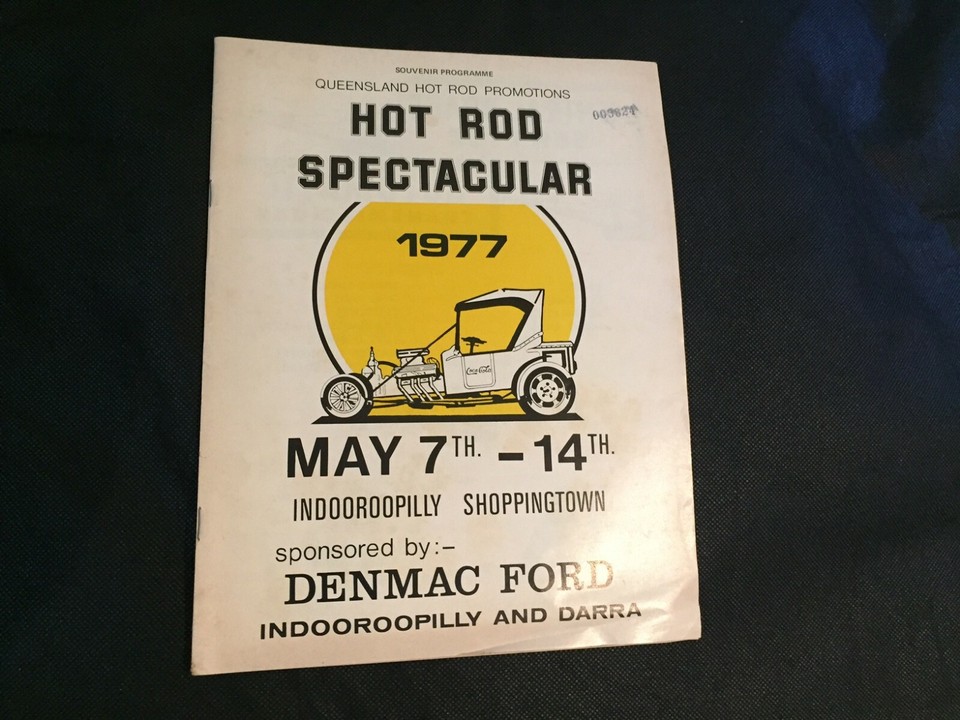 SOUVENIR PROGRAMME
QUEENSLAND HOT ROD PROMOTIONS
HOT ROD
SPECTACULAR
1977
Coca-Cola
MAY 7TH. - 14TH.
INDOOROOPILLY SHOPPINGTOWN
sponsored by:-
DENMAC FORD
INDOOROOPILLY AND DARRA